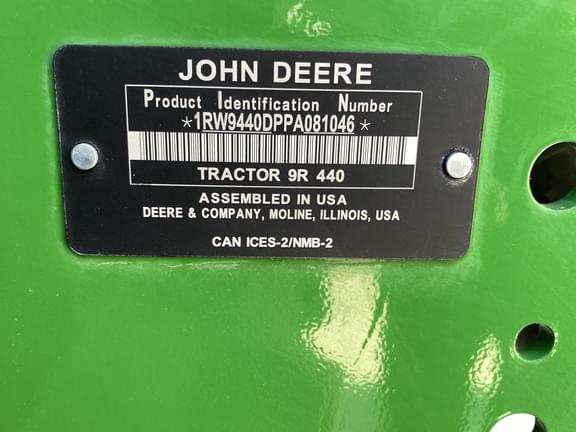 JOHN DEERE
Product Identification Number
*1RW9440DPPA081046*
TRACTOR 9R 440
ASSEMBLED IN USA
DEERE & COMPANY, MOLINE, ILLINOIS, USA
CAN ICES-2/NMB-2